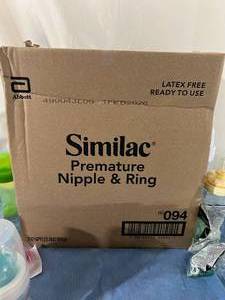 LATEX FREE
READY TO USE
Abbott
Similac®
Premature
Nipple & Ring
094